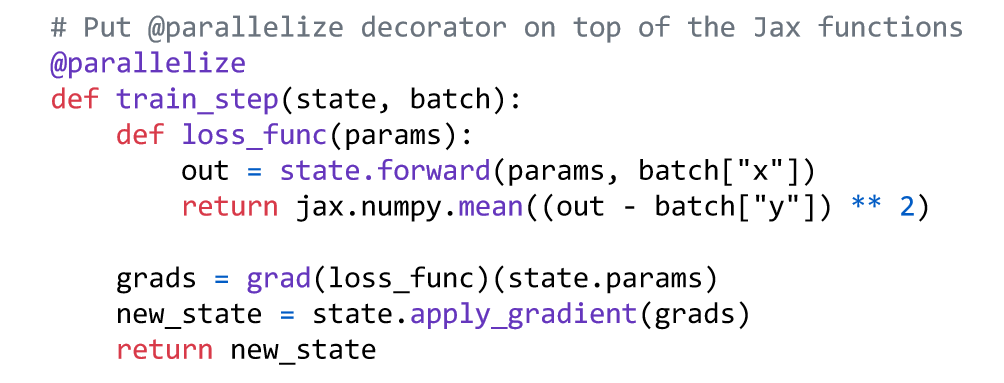 # Put @parallelize decorator on top of the Jax functions
@parallelize
def train_step(state, batch):
    def loss_func(params):
        out = state.forward(params, batch["x"])
        return jax.numpy.mean((out - batch["y"]) ** 2)

    grads = grad(loss_func)(state.params)
    new_state = state.apply_gradient(grads)
    return new_state